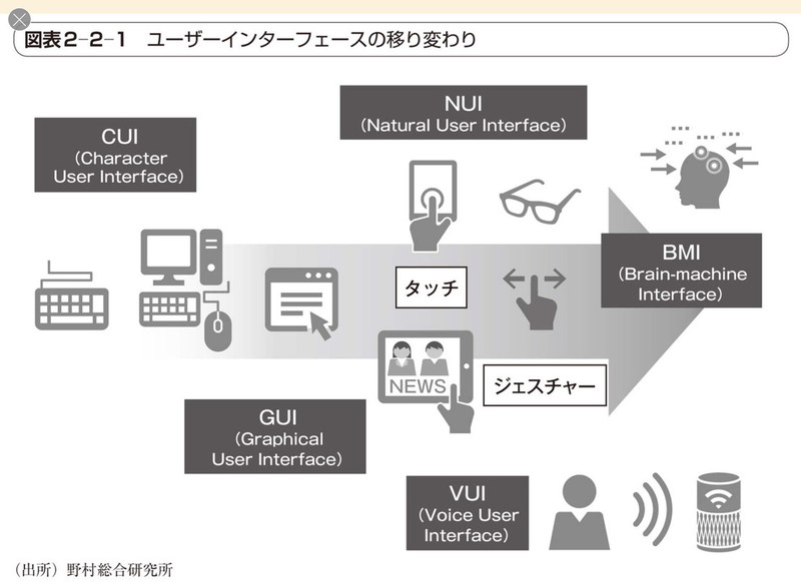 図表2-2-1 ユーザーインターフェースの移り変わり
CUI
(Character
User Interface)
NUI
(Natural User Interface)
BMI
(Brain-machine
Interface)
タッチ
NEWS
ジェスチャー
GUI
(Graphical
User Interface)
VUI
(Voice User
Interface)
(出所)野村総合研究所